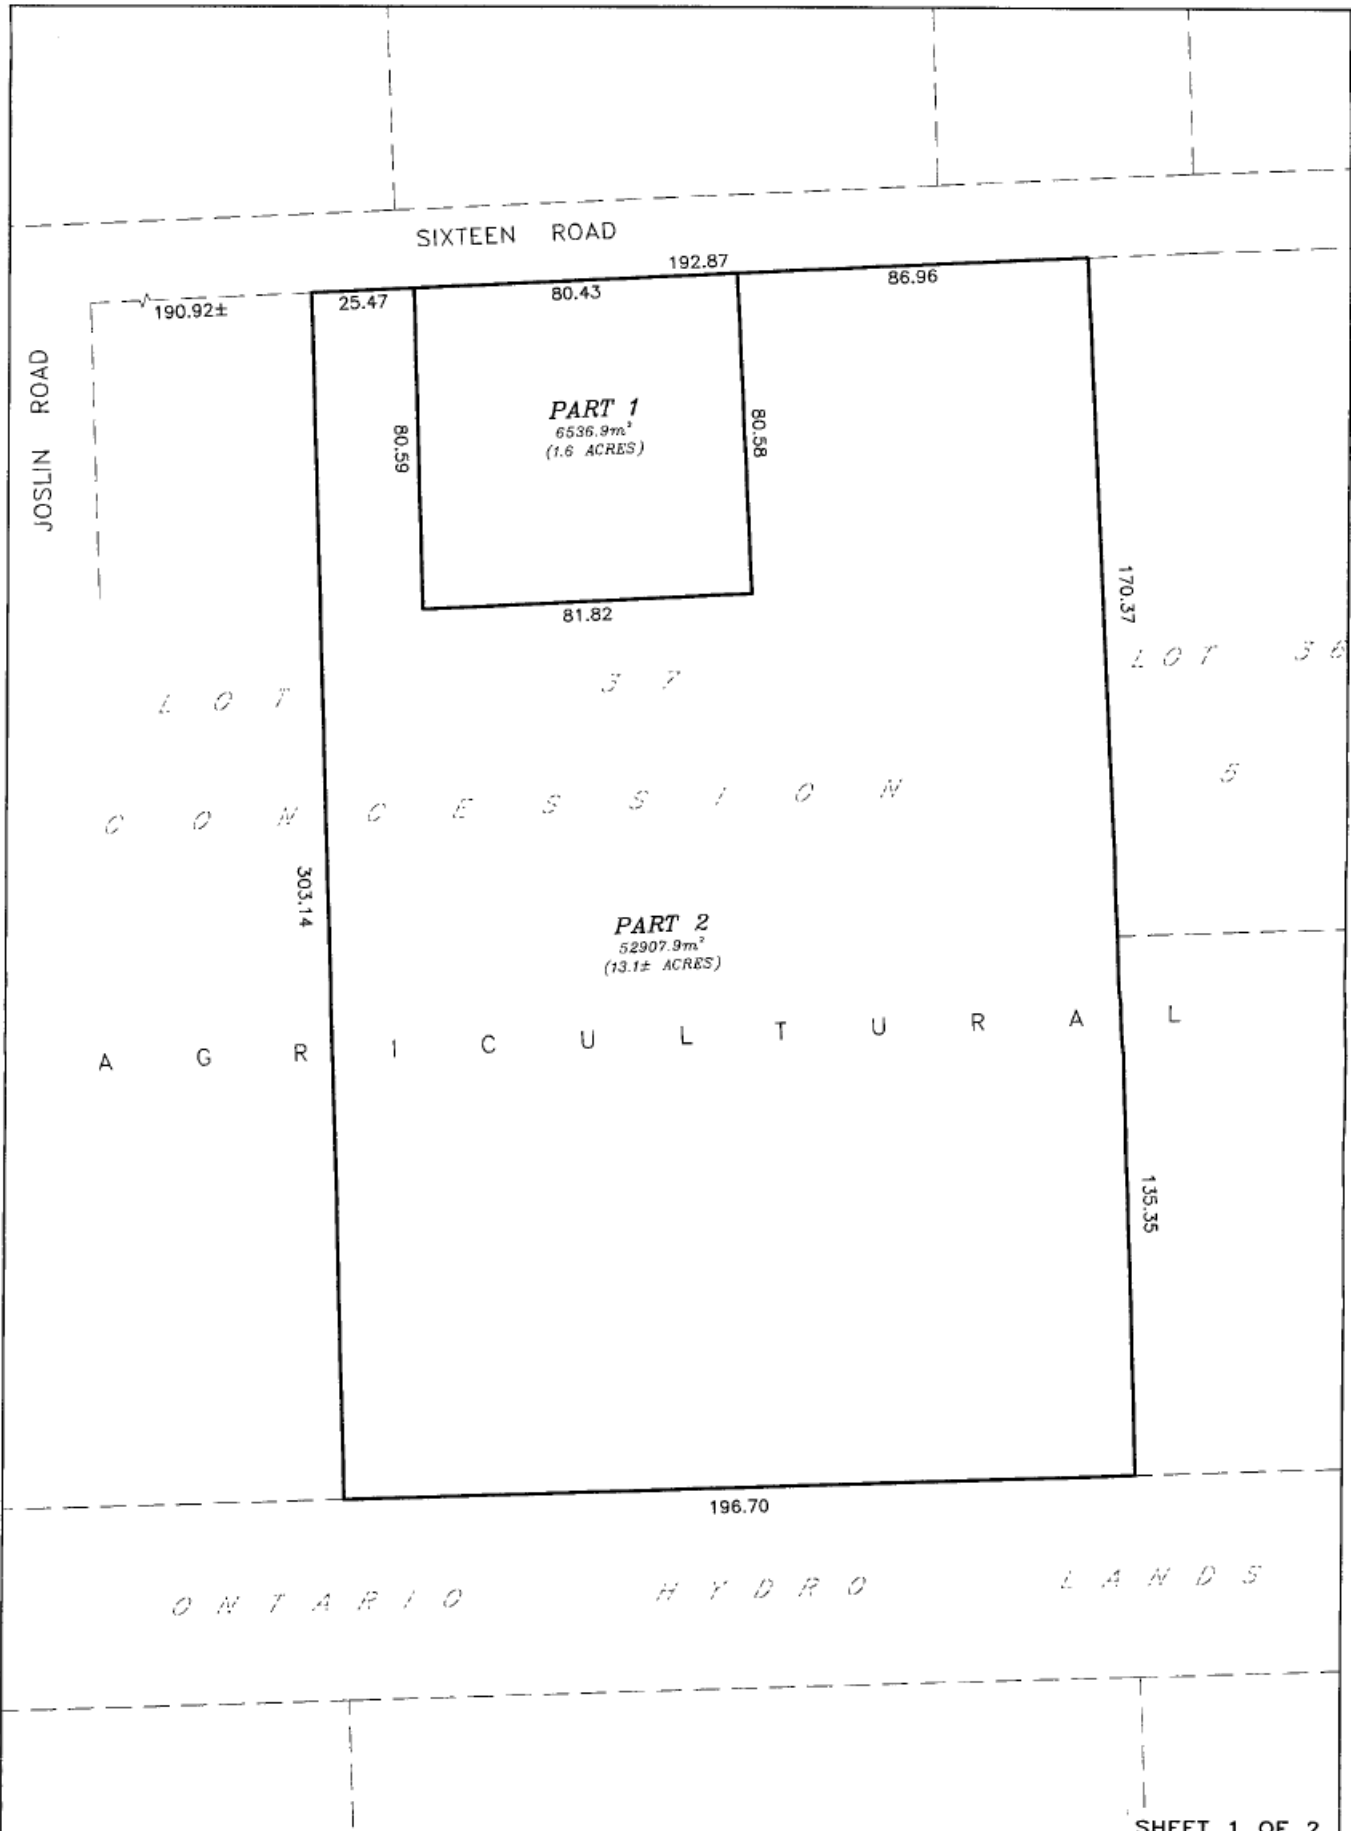 SIXTEEN ROAD
192.87
190.92±
25.47
80.43
86.96
JOSLIN ROAD
PART 1
6536.9m²
(1.6 ACRES)
80.59
80.58
81.82
170.37
LOT 37
LOT 36
CONCESSION 5
303.14
PART 2
52907.9m²
(13.1± ACRES)
AGRICULTURAL
135.35
196.70
ONTARIO HYDRO LANDS
SHEET 1 OF 2